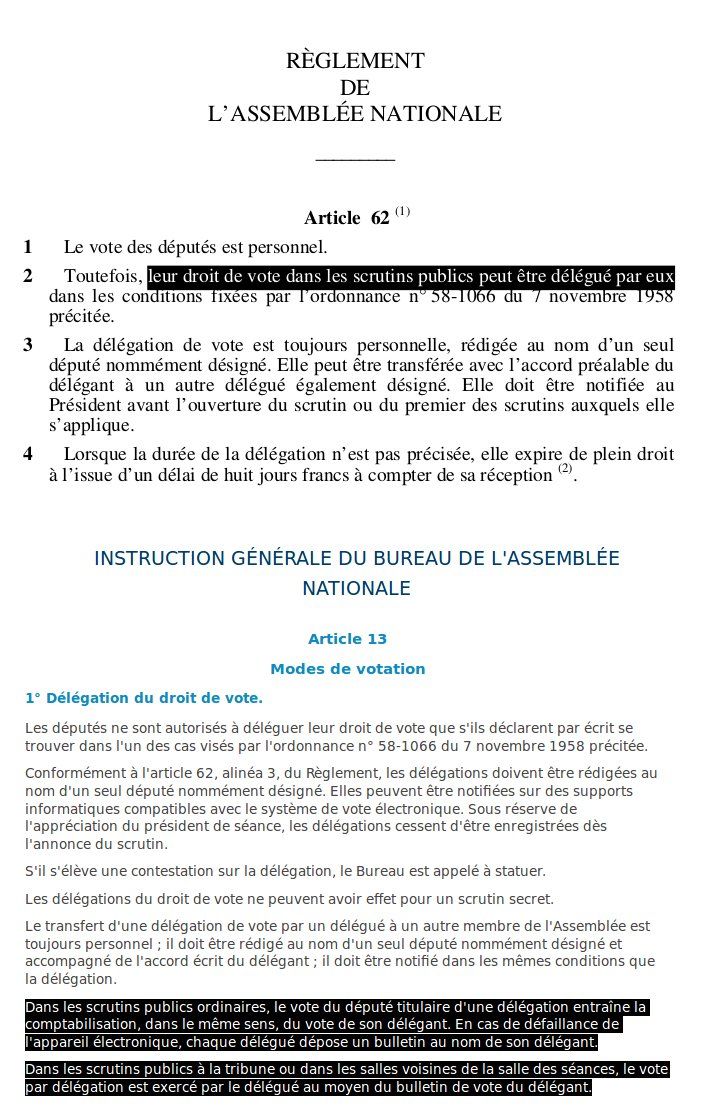 RÈGLEMENT
DE
L'ASSEMBLÉE NATIONALE
Article 62 (1)
1 Le vote des députés est personnel.
2 Toutefois, leur droit de vote dans les scrutins publics peut être délégué par eux
dans les conditions fixées par l'ordonnance n° 58-1066 du 7 novembre 1958
précitée.
3 La délégation de vote est toujours personnelle, rédigée au nom d'un seul
député nommément désigné. Elle peut être transférée avec l'accord préalable du
délégant à un autre délégué également désigné. Elle doit être notifiée au
Président avant l'ouverture du scrutin ou du premier des scrutins auxquels elle
s'applique.
4 Lorsque la durée de la délégation n'est pas précisée, elle expire de plein droit
à l'issue d'un délai de huit jours francs à compter de sa réception (2).
INSTRUCTION GÉNÉRALE DU BUREAU DE L'ASSEMBLÉE
NATIONALE
Article 13
Modes de votation
1° Délégation du droit de vote.
Les députés ne sont autorisés à déléguer leur droit de vote que s'ils déclarent par écrit se
trouver dans l'un des cas visés par l'ordonnance n° 58-1066 du 7 novembre 1958 précitée.
Conformément à l'article 62, alinéa 3, du Règlement, les délégations doivent être rédigées au
nom d'un seul député nommément désigné. Elles peuvent être notifiées sur des supports
informatiques compatibles avec le système de vote électronique. Sous réserve de
l'appréciation du président de séance, les délégations cessent d'être enregistrées dès
l'annonce du scrutin.
S'il s'élève une contestation sur la délégation, le Bureau est appelé à statuer.
Les délégations du droit de vote ne peuvent avoir effet pour un scrutin secret.
Le transfert d'une délégation de vote par un délégué à un autre membre de l'Assemblée est
toujours personnel ; il doit être rédigé au nom d'un seul député nommément désigné et
accompagné de l'accord écrit du délégant ; il doit être notifié dans les mêmes conditions que
la délégation.
Dans les scrutins publics ordinaires, le vote du député titulaire d'une délégation entraîne la
comptabilisation, dans le même sens, du vote de son délégant. En cas de défaillance de
l'appareil électronique, chaque délégué dépose un bulletin au nom de son délégant.
Dans les scrutins publics à la tribune ou dans les salles voisines de la salle des séances, le vote
par délégation est exercé par le délégué au moyen du bulletin de vote du délégant.